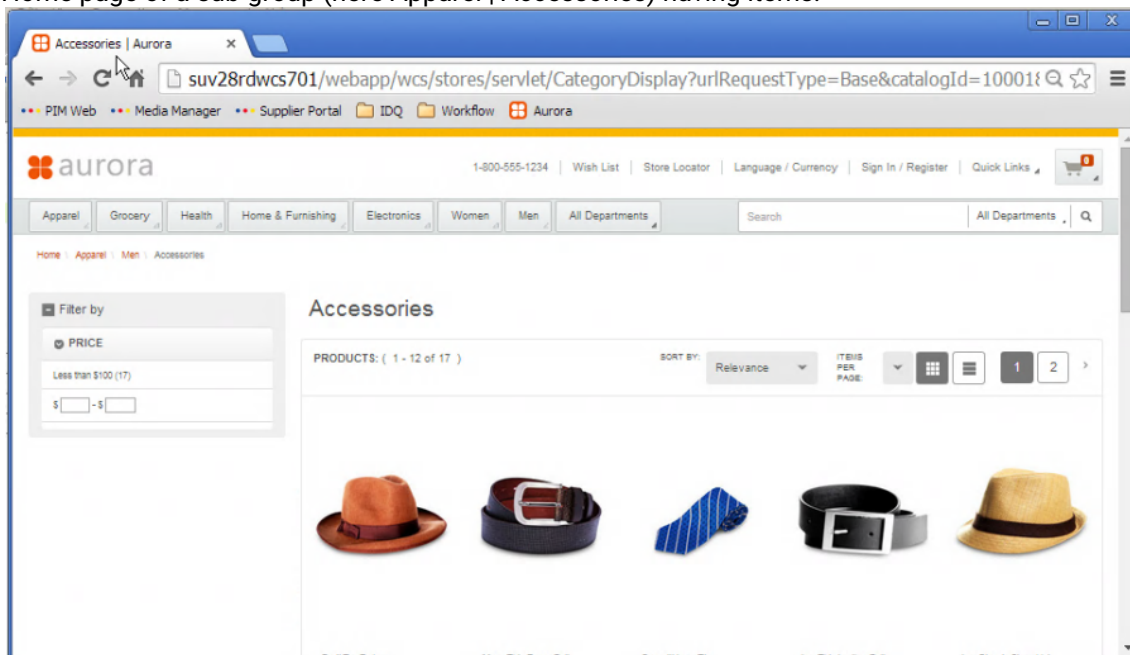 Accessories | Aurora
suv28rdwcs701/webapp/wcs/stores/servlet/CategoryDisplay?urlRequestType=Base&catalogId=10001
PIM Web Media Manager Supplier Portal IDQ Workflow Aurora
aurora
1-800-555-1234 | Wish List | Store Locator | Language / Currency | Sign In / Register | Quick Links 0
Apparel Grocery Health Home & Furnishing Electronics Women Men All Departments Search All Departments
Home \ Apparel \ Men \ Accessories
Filter by
PRICE
Less than $100 (17)
$ - $
Accessories
PRODUCTS: ( 1 - 12 of 17 )
SORT BY: Relevance
ITEMS PER PAGE:
1 2 >